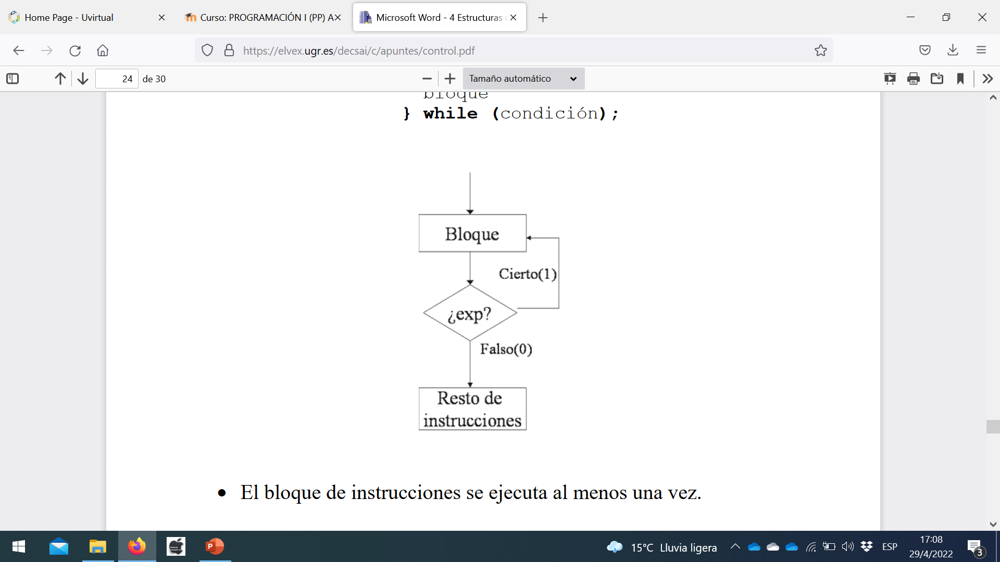 Home Page - Uvirtual
Curso: PROGRAMACIÓN I (PP) A
Microsoft Word - 4 Estructuras
https://elvex.ugr.es/decsai/c/apuntes/control.pdf
24 de 30
Tamaño automático
bloque
} while (condición);
Bloque
Cierto(1)
¿exp?
Falso(0)
Resto de
instrucciones
• El bloque de instrucciones se ejecuta al menos una vez.
P
15°C Lluvia ligera
ESP
17:08
29/4/2022
3